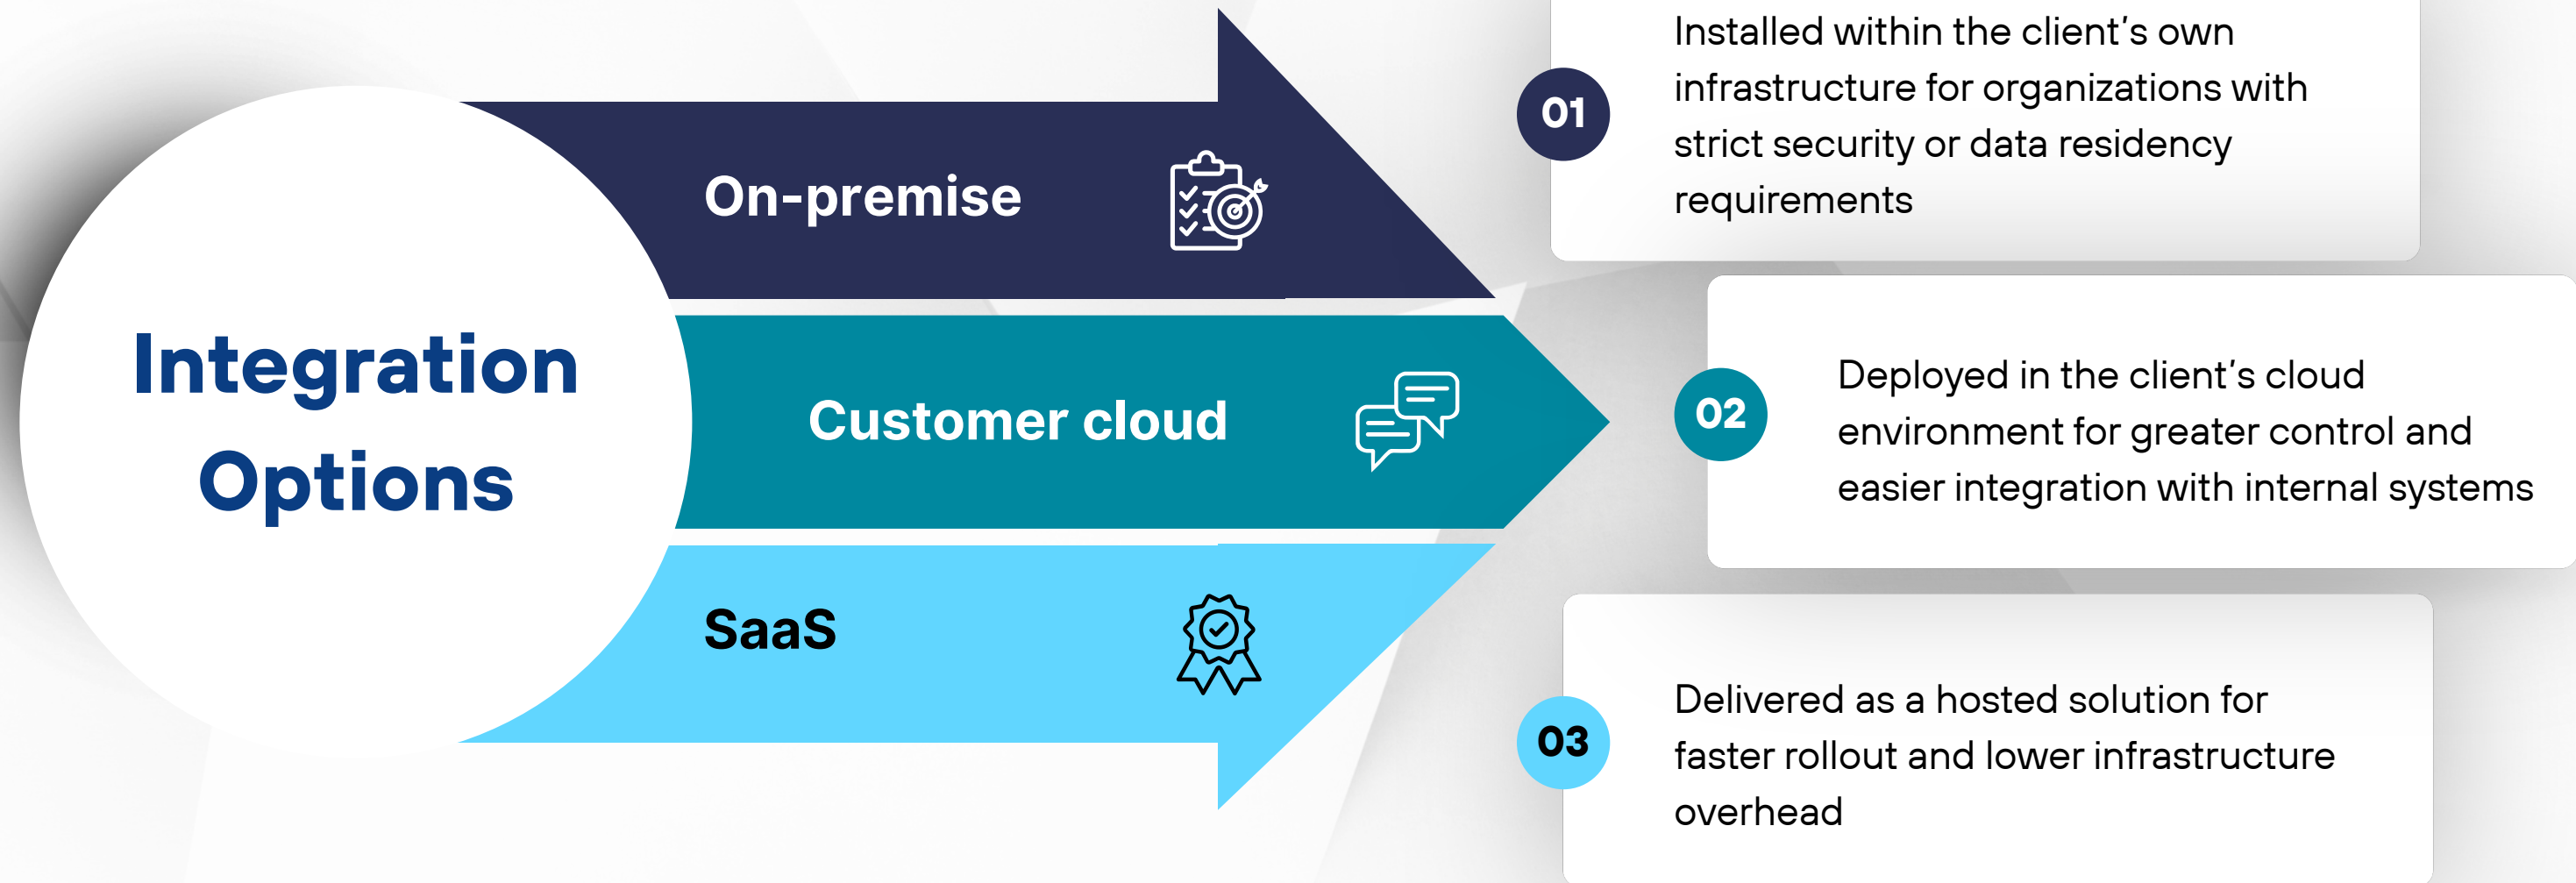 Integration
Options
On-premise
Customer cloud
SaaS
01
Installed within the client's own
infrastructure for organizations with
strict security or data residency
requirements
02
Deployed in the client's cloud
environment for greater control and
easier integration with internal systems
03
Delivered as a hosted solution for
faster rollout and lower infrastructure
overhead